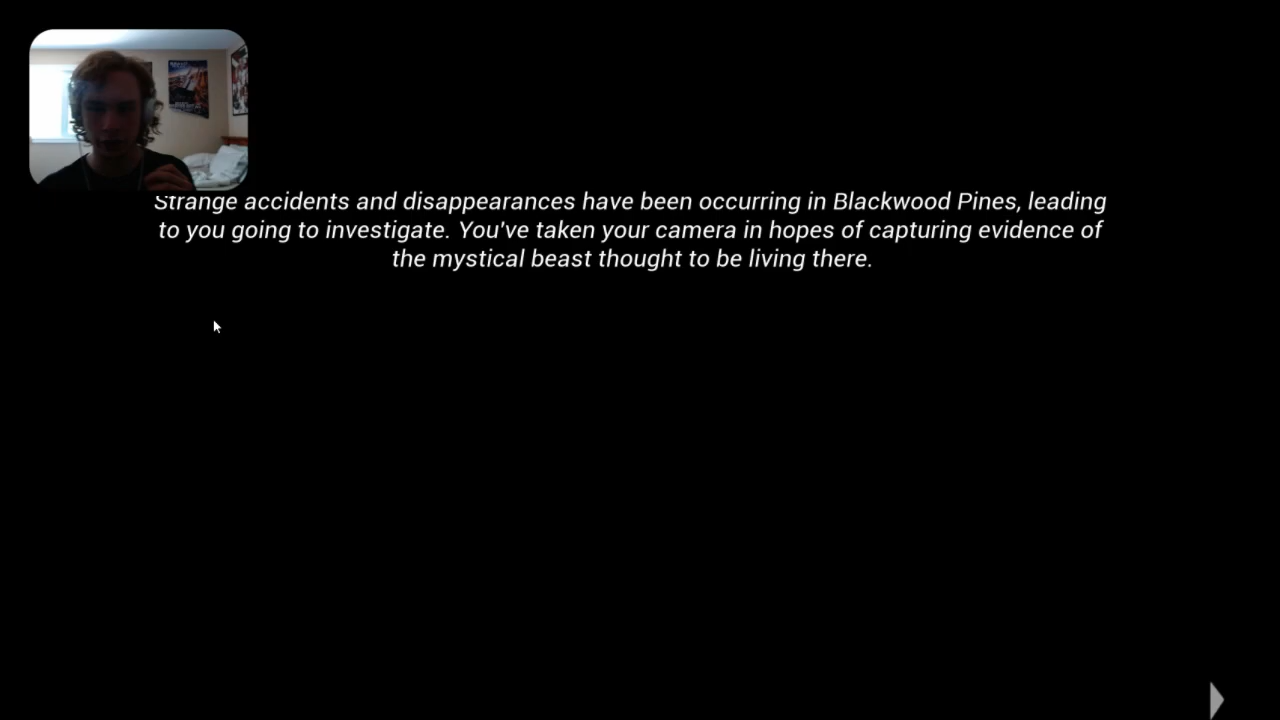 Strange accidents and disappearances have been occurring in Blackwood Pines, leading
to you going to investigate. You've taken your camera in hopes of capturing evidence of
the mystical beast thought to be living there.